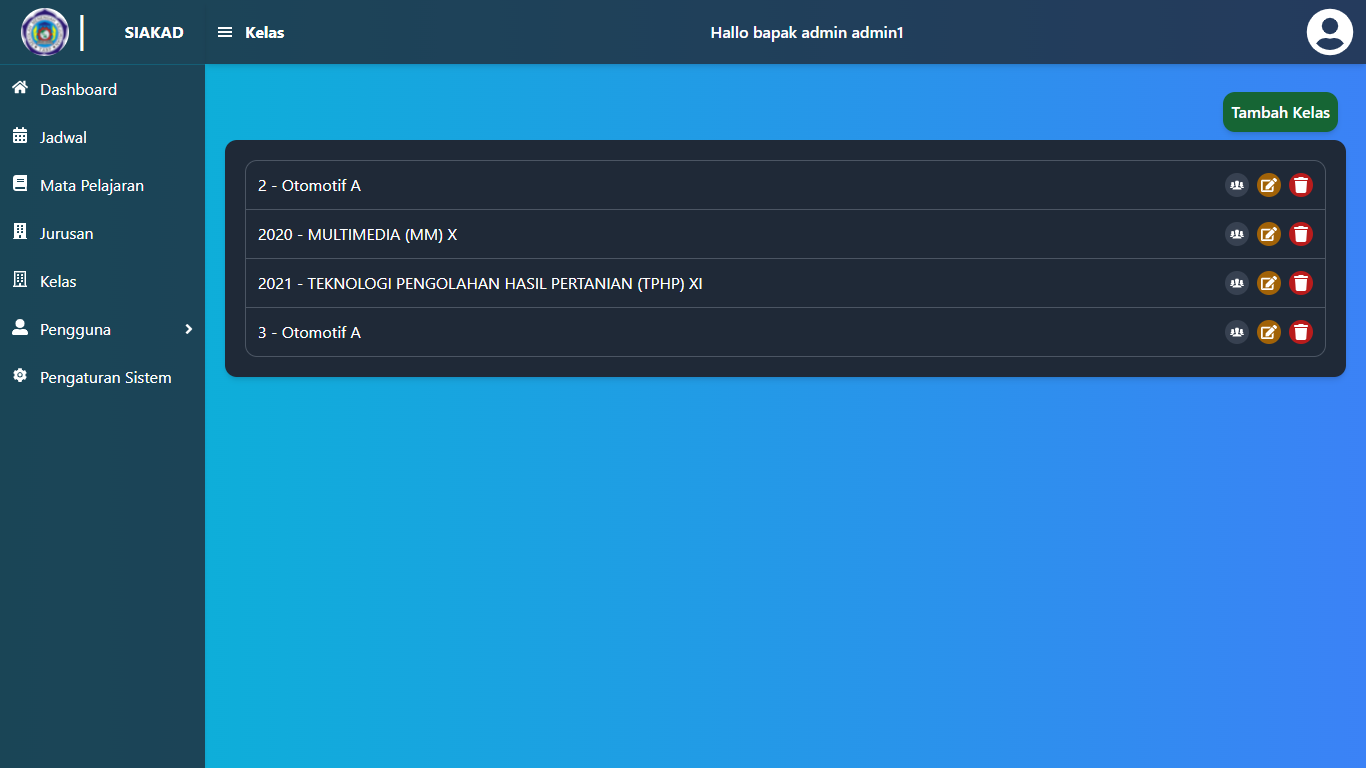 SIAKAD
Kelas
Hallo bapak admin admin1
Dashboard
Jadwal
Mata Pelajaran
Jurusan
Kelas
Pengguna
Pengaturan Sistem
Tambah Kelas
2 - Otomotif A
2020 - MULTIMEDIA (MM) X
2021 - TEKNOLOGI PENGOLAHAN HASIL PERTANIAN (TPHP) XI
3 - Otomotif A